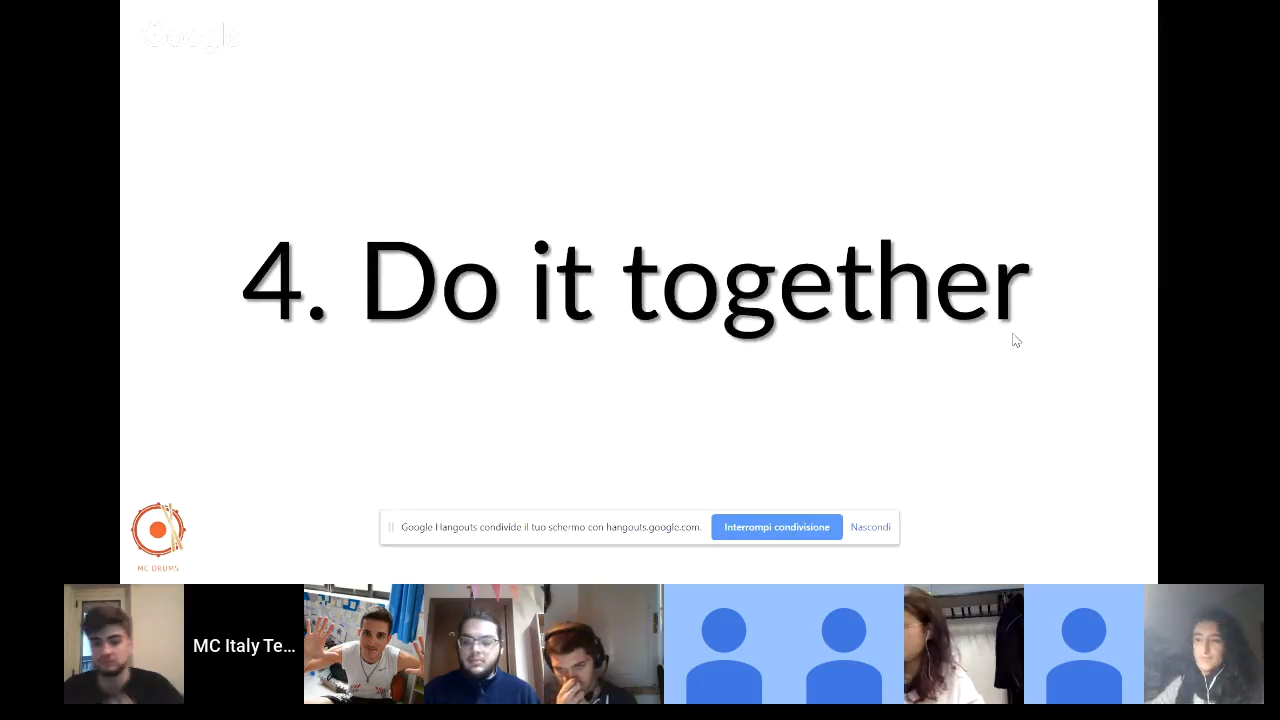 Google
4. Do it together
Google Hangouts condivide il tuo schermo con hangouts.google.com.
Interrompi condivisione
Nascondi
MC DRUMS
MC Italy Te...